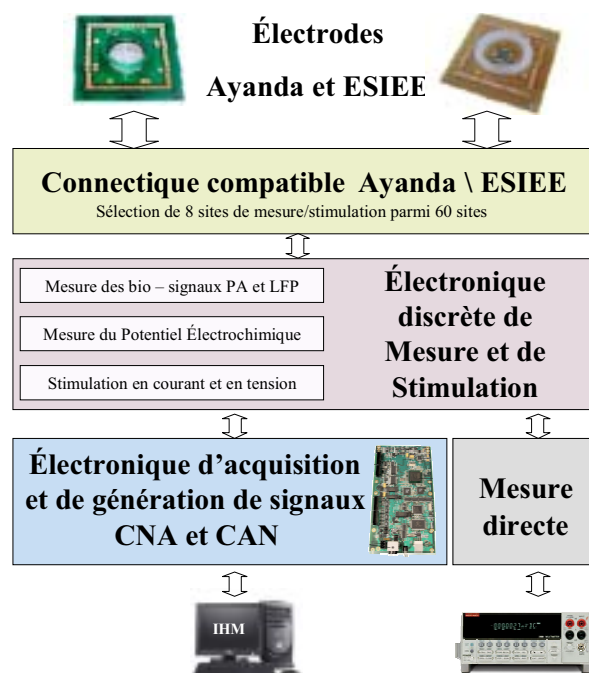 Électrodes
Ayanda et ESIEE
Connectique compatible Ayanda \ ESIEE
Sélection de 8 sites de mesure/stimulation parmi 60 sites
Mesure des bio – signaux PA et LFP
Mesure du Potentiel Électrochimique
Stimulation en courant et en tension
Électronique
discrète de
Mesure et de
Stimulation
Électronique d’acquisition
et de génération de signaux
CNA et CAN
Mesure
directe
IHM